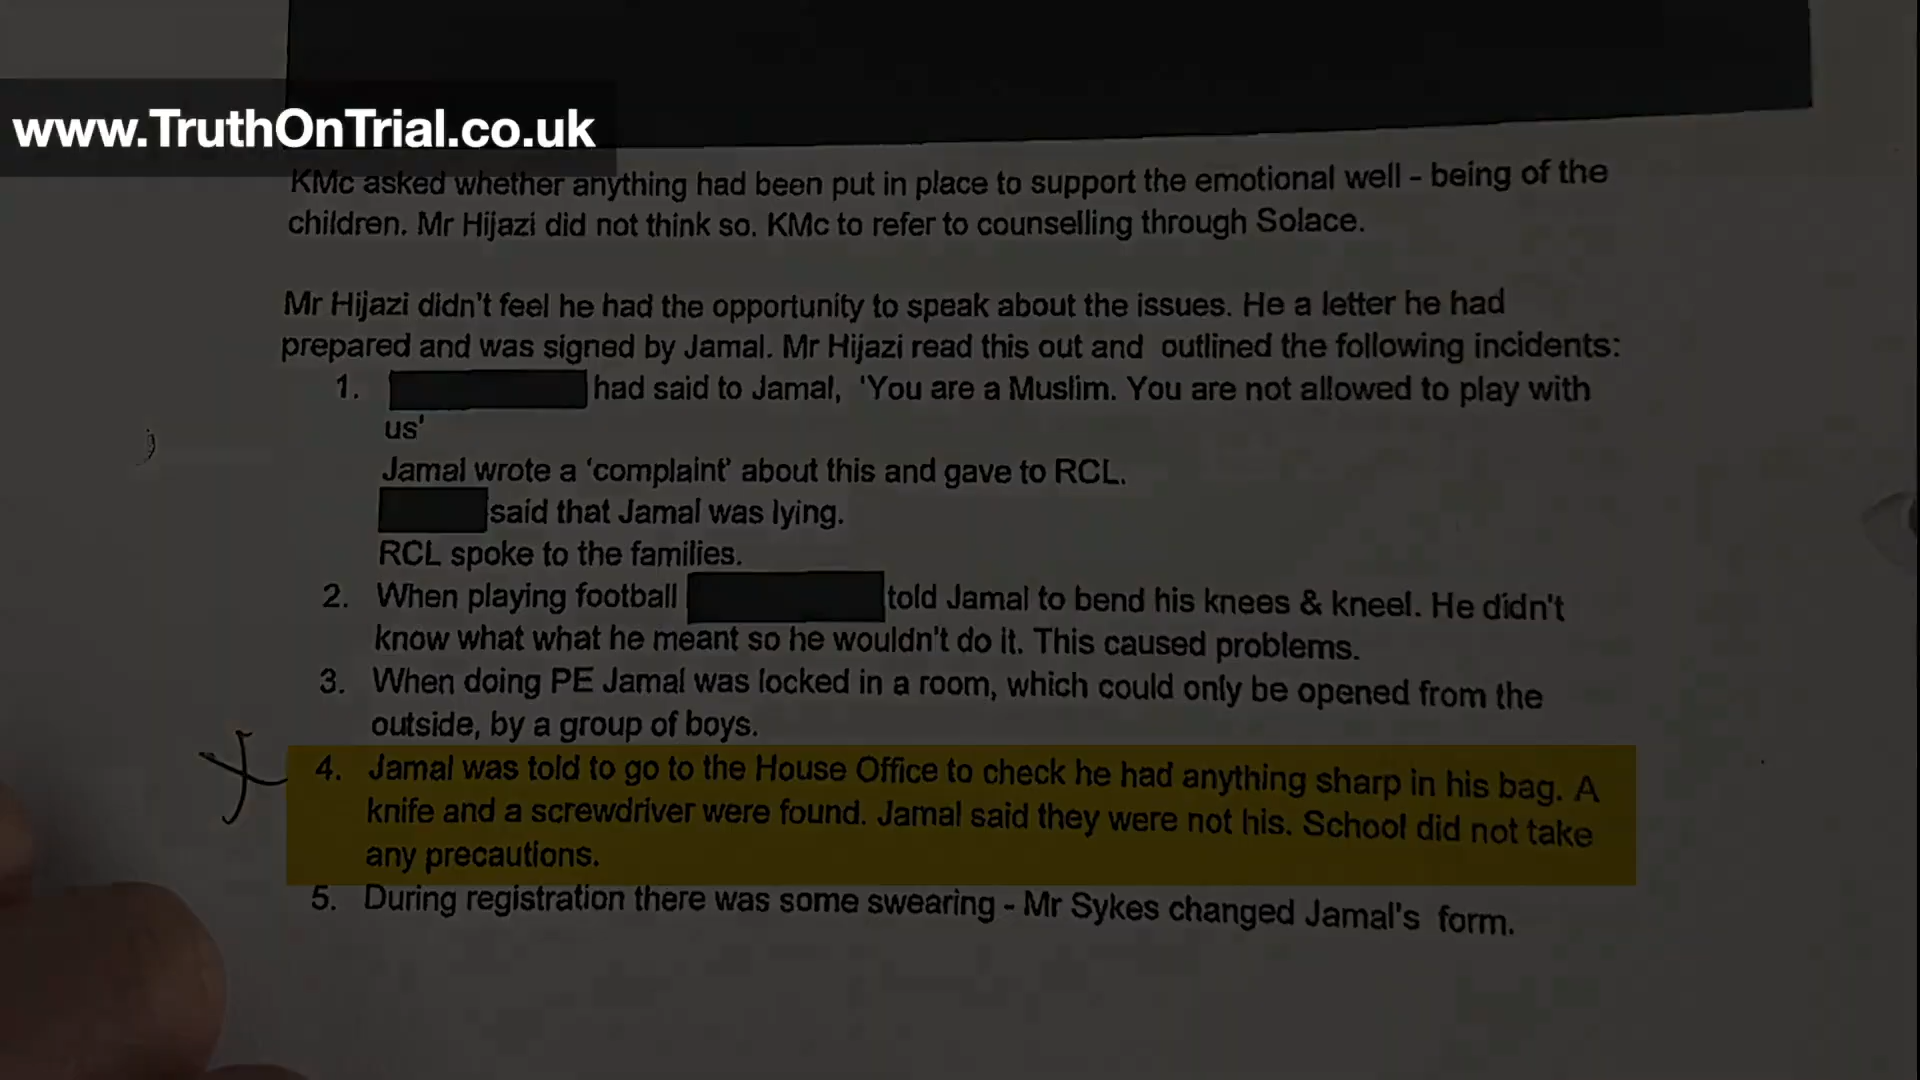 www.TruthOnTrial.co.uk
KMc asked whether anything had been put in place to support the emotional well - being of the
children. Mr Hijazi did not think so. KMc to refer to counselling through Solace.
Mr Hijazi didn't feel he had the opportunity to speak about the issues. He a letter he had
prepared and was signed by Jamal. Mr Hijazi read this out and outlined the following incidents:
1. had said to Jamal, 'You are a Muslim. You are not allowed to play with
us'
Jamal wrote a 'complaint' about this and gave to RCL.
said that Jamal was lying.
RCL spoke to the families.
2. When playing football told Jamal to bend his knees & kneel. He didn't
know what what he meant so he wouldn't do it. This caused problems.
3. When doing PE Jamal was locked in a room, which could only be opened from the
outside, by a group of boys.
4. Jamal was told to go to the House Office to check he had anything sharp in his bag. A
knife and a screwdriver were found. Jamal said they were not his. School did not take
any precautions.
5. During registration there was some swearing - Mr Sykes changed Jamal's form.